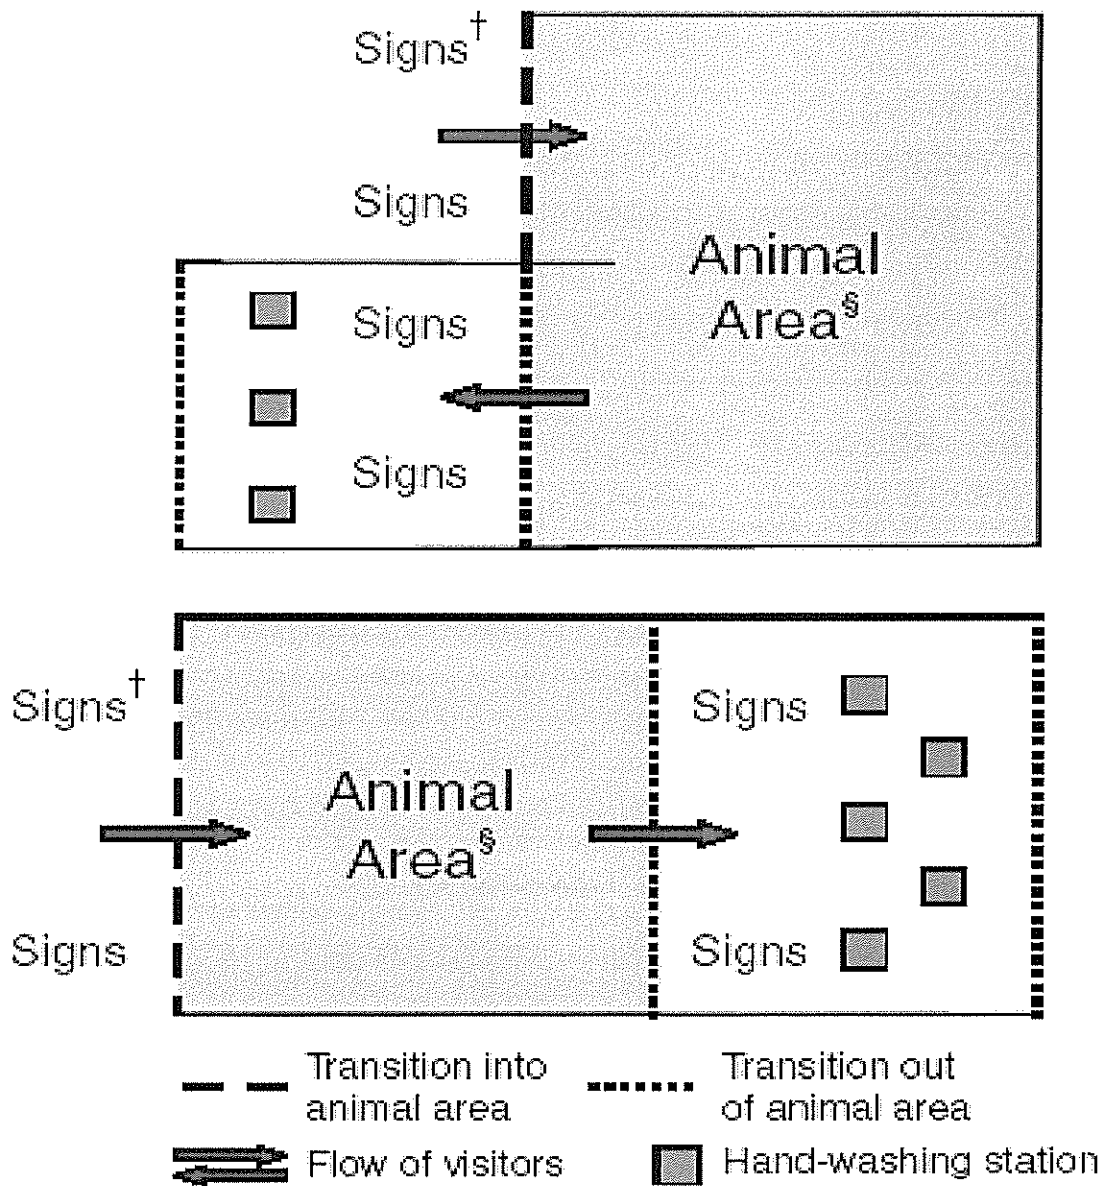 Signs†
Signs
Animal
Area§
Signs
Signs
Signs†
Signs
Animal
Area§
Signs
Signs
Transition into
animal area
Transition out
of animal area
Flow of visitors
Hand-washing station